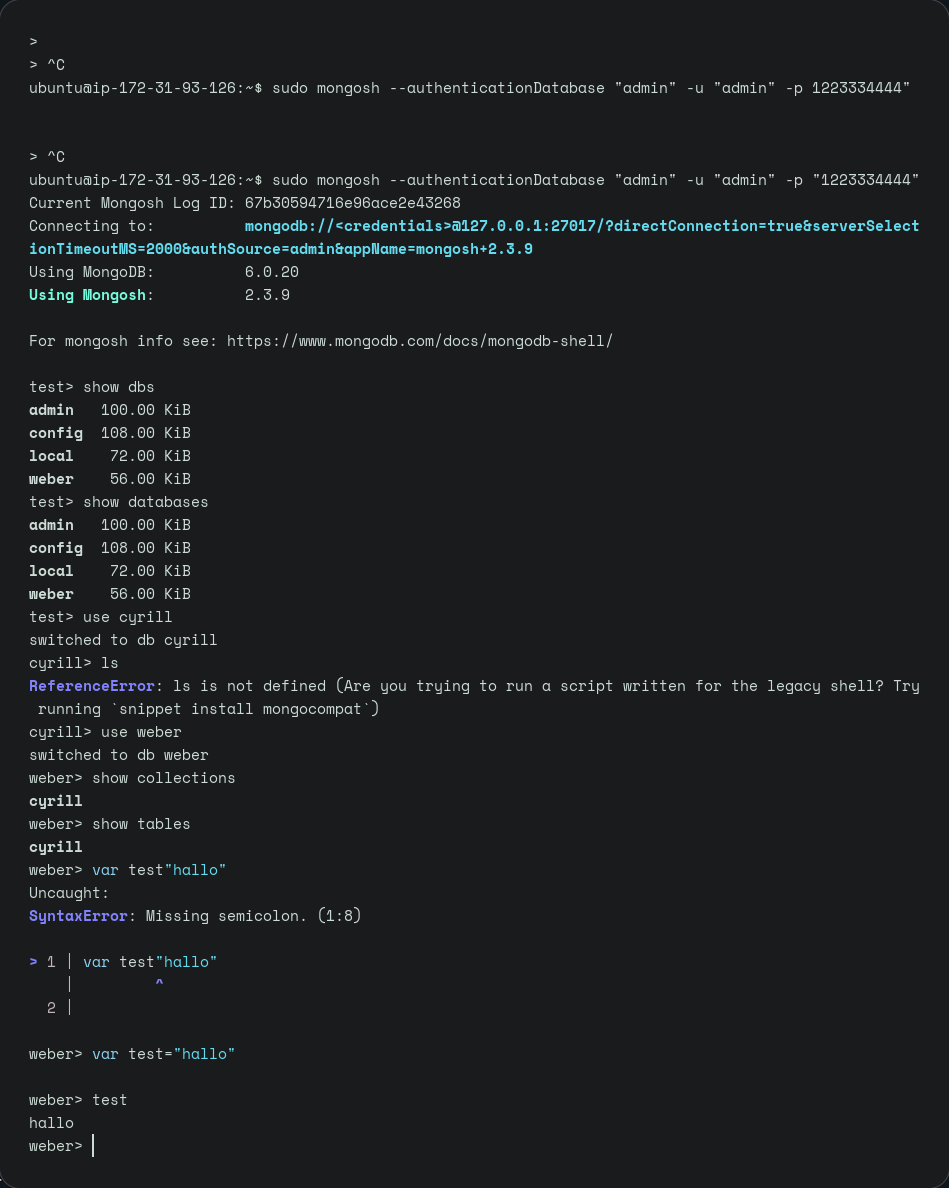 >
> ^C
ubuntu@ip-172-31-93-126:~$ sudo mongosh --authenticationDatabase "admin" -u "admin" -p 1223334444"
> ^C
ubuntu@ip-172-31-93-126:~$ sudo mongosh --authenticationDatabase "admin" -u "admin" -p "1223334444"
Current Mongosh Log ID: 67b30594716e96ace2e43268
Connecting to:          mongodb://<credentials>@127.0.0.1:27017/?directConnection=true&serverSelect
ionTimeoutMS=2000&authSource=admin&appName=mongosh+2.3.9
Using MongoDB:          6.0.20
Using Mongosh:          2.3.9
For mongosh info see: https://www.mongodb.com/docs/mongodb-shell/
test> show dbs
admin   100.00 KiB
config  108.00 KiB
local    72.00 KiB
weber    56.00 KiB
test> show databases
admin   100.00 KiB
config  108.00 KiB
local    72.00 KiB
weber    56.00 KiB
test> use cyrill
switched to db cyrill
cyrill> ls
ReferenceError: ls is not defined (Are you trying to run a script written for the legacy shell? Try
 running `snippet install mongocompat`)
cyrill> use weber
switched to db weber
weber> show collections
cyrill
weber> show tables
cyrill
weber> var test"hallo"
Uncaught:
SyntaxError: Missing semicolon. (1:8)
> 1 | var test"hallo"
    |         ^
  2 |
weber> var test="hallo"
weber> test
hallo
weber>